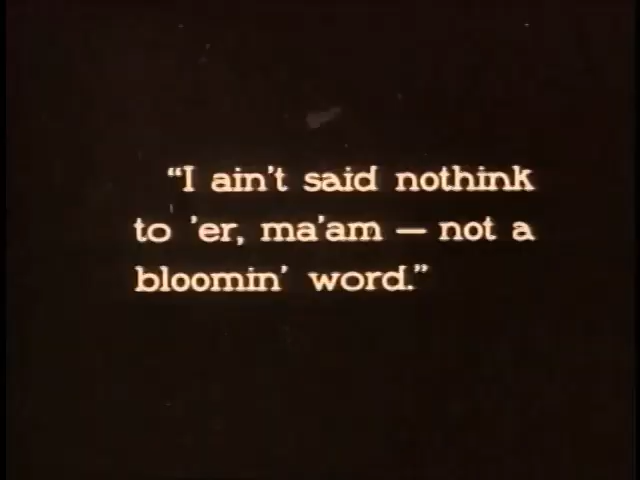 “I ain't said nothink
to 'er, ma'am — not a
bloomin' word.”